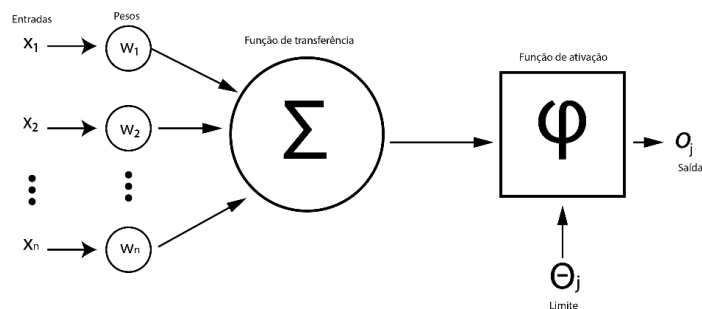 Entradas
Pesos
Função de transferência
Função de ativação
x₁
w₁
x₂
w₂
Σ
φ
oⱼ
Saída
xₙ
wₙ
Θⱼ
Limite